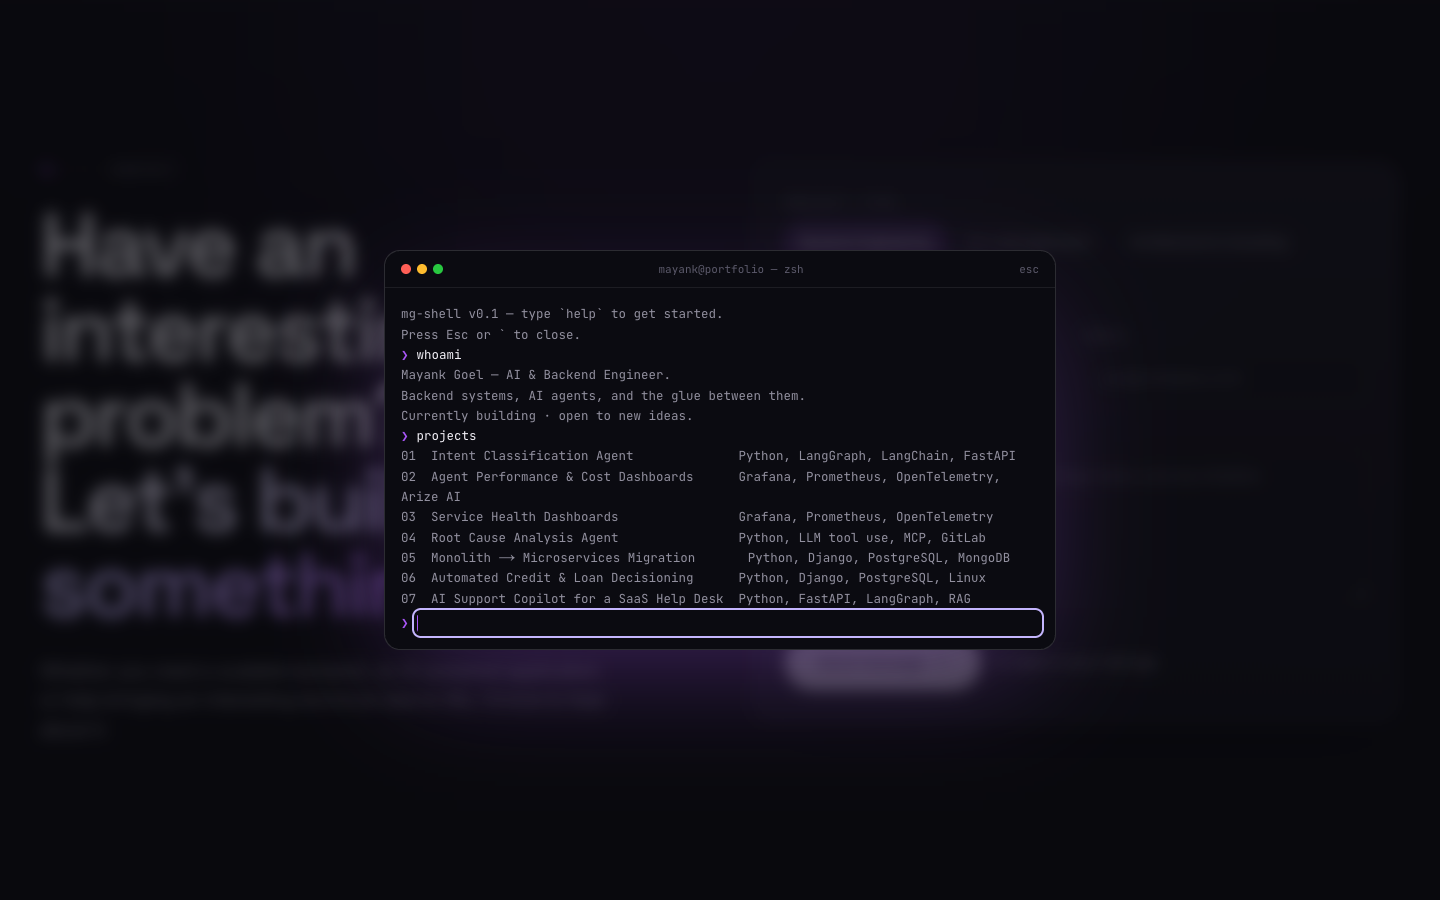 Have an
mayank@portfolio — zsh
esc
mg-shell v0.1 — type `help` to get started.
Press Esc or ` to close.
❯ whoami
Mayank Goel — AI & Backend Engineer.
Backend systems, AI agents, and the glue between them.
Currently building · open to new ideas.
❯ projects
01  Intent Classification Agent              Python, LangGraph, LangChain, FastAPI
02  Agent Performance & Cost Dashboards      Grafana, Prometheus, OpenTelemetry,
Arize AI
03  Service Health Dashboards                Grafana, Prometheus, OpenTelemetry
04  Root Cause Analysis Agent                Python, LLM tool use, MCP, GitLab
05  Monolith ⟶ Microservices Migration       Python, Django, PostgreSQL, MongoDB
06  Automated Credit & Loan Decisioning      Python, Django, PostgreSQL, Linux
07  AI Support Copilot for a SaaS Help Desk  Python, FastAPI, LangGraph, RAG
❯
problem
Let's